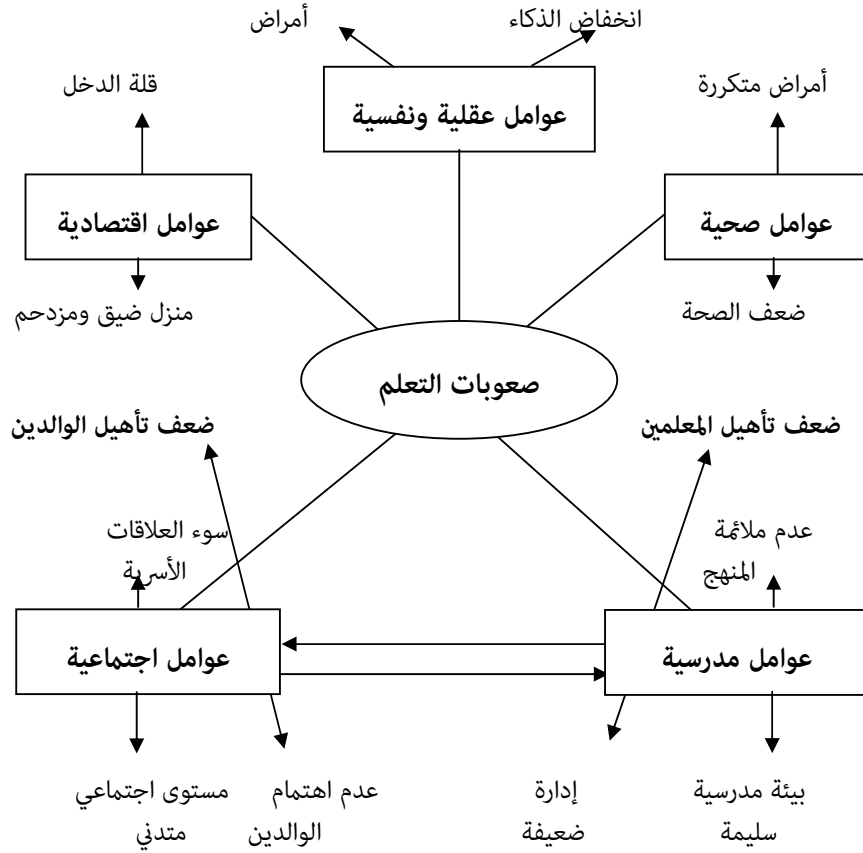 انخفاض الذكاء
أمراض
عوامل عقلية ونفسية
أمراض متكررة
قلة الدخل
عوامل صحية
عوامل اقتصادية
ضعف الصحة
منزل ضيق ومزدحم
صعوبات التعلم
ضعف تأهيل المعلمين
ضعف تأهيل الوالدين
عدم ملائمة
المنهج
سوء العلاقات
الأسرية
عوامل مدرسية
عوامل اجتماعية
بيئة مدرسية
سليمة
إدارة
ضعيفة
عدم اهتمام
الوالدين
مستوى اجتماعي
متدني